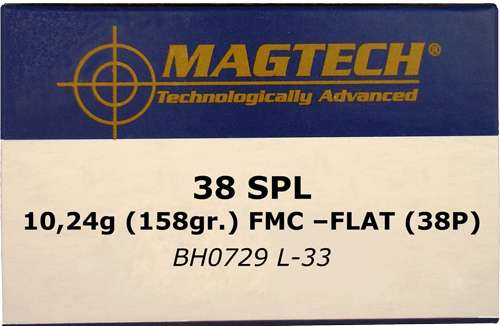 MAGTECH®
Technologically Advanced
38 SPL
10,24g (158gr.) FMC –FLAT (38P)
BH0729 L-33